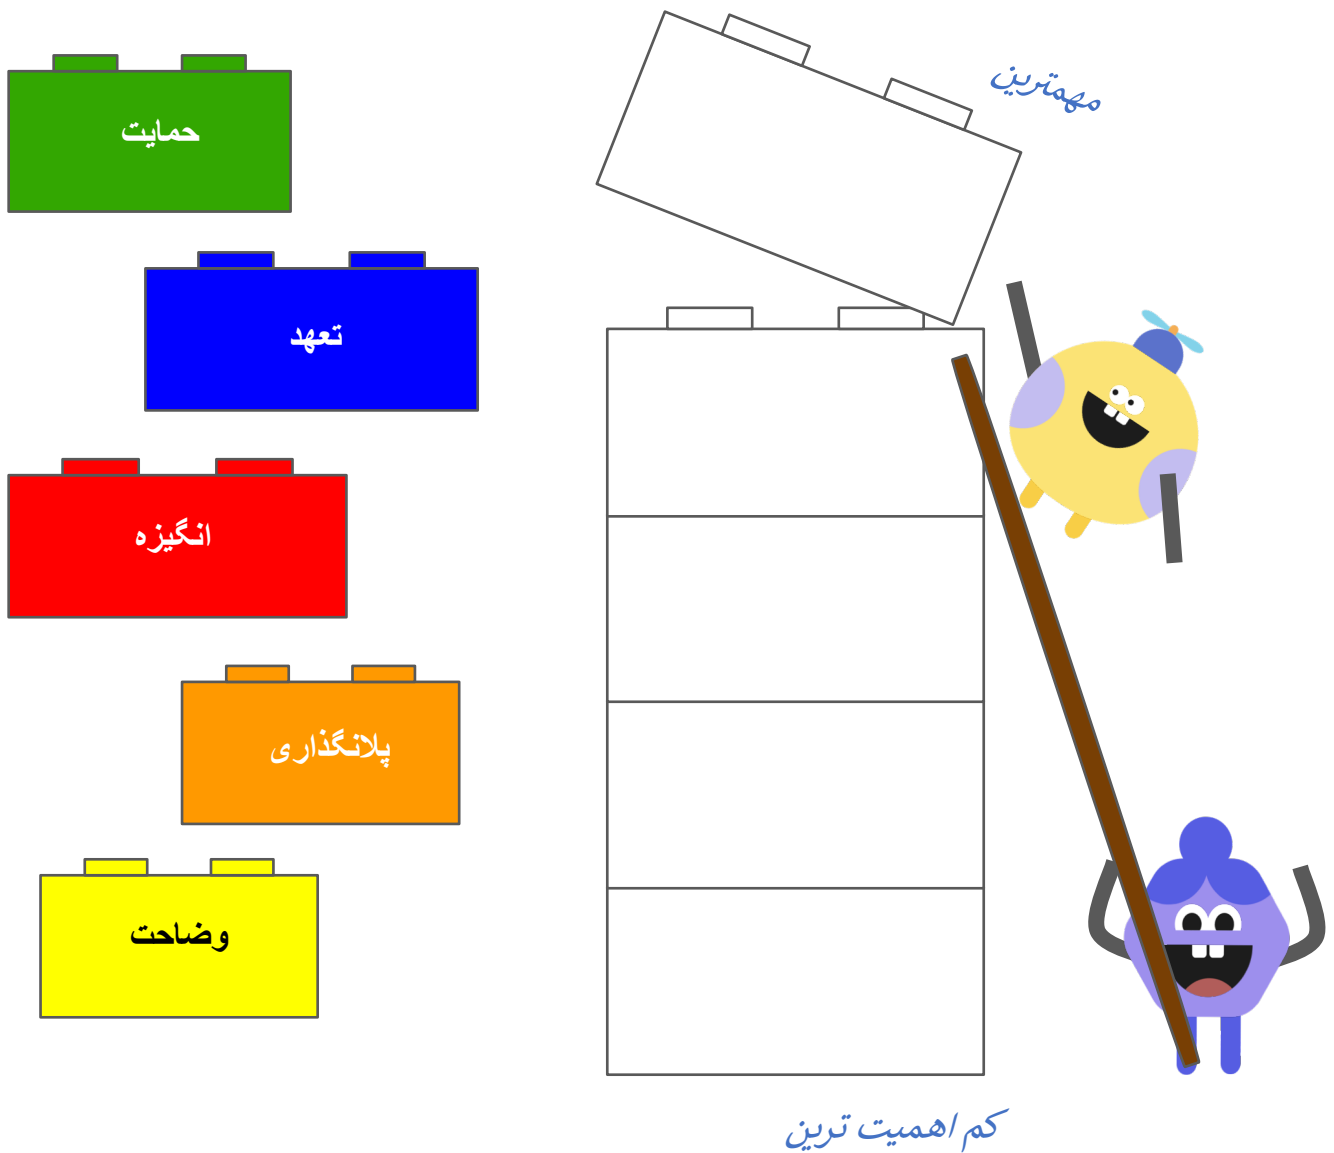 مهمترین
حمایت
تعهد
انگیزه
پلانگذاری
وضاحت
کم اهمیت ترین